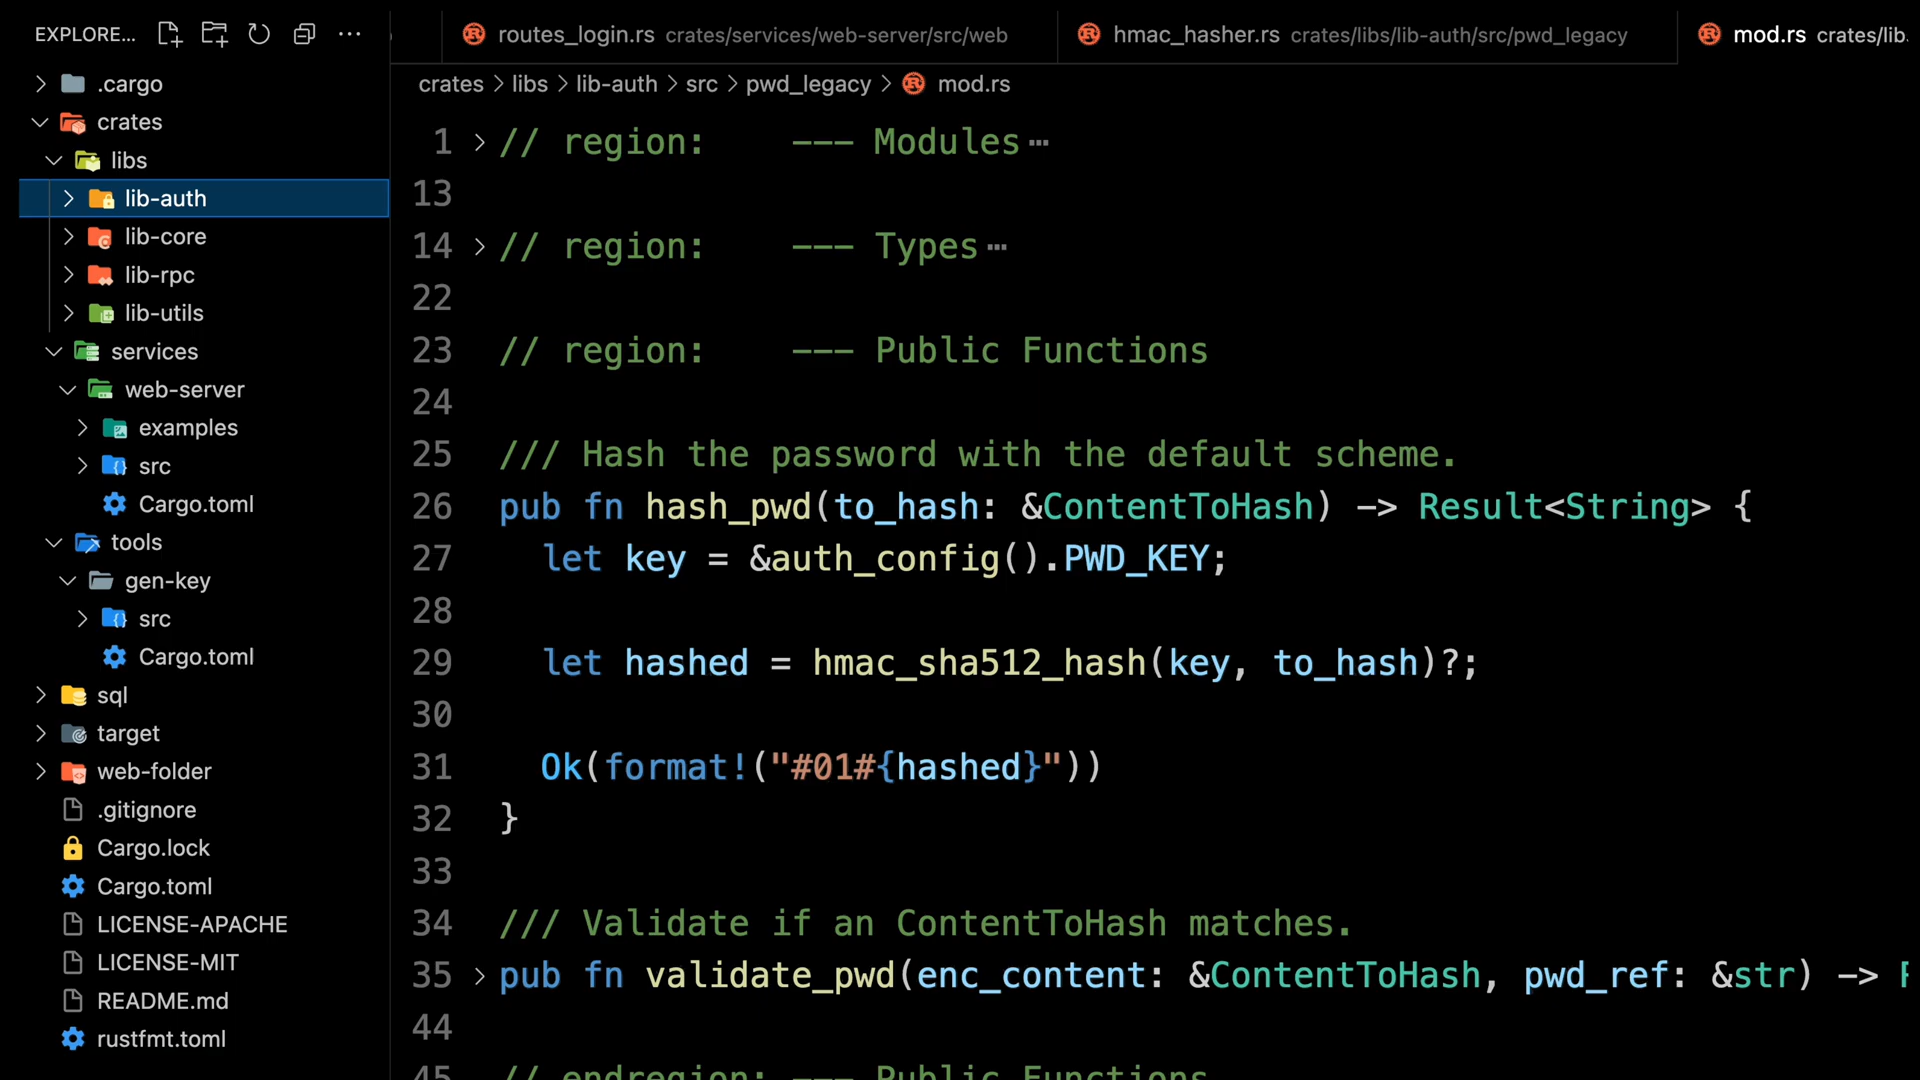 EXPLORE...
.cargo
crates
libs
lib-auth
lib-core
lib-rpc
lib-utils
services
web-server
examples
src
Cargo.toml
tools
gen-key
src
Cargo.toml
sql
target
web-folder
.gitignore
Cargo.lock
Cargo.toml
LICENSE-APACHE
LICENSE-MIT
README.md
rustfmt.toml
routes_login.rs crates/services/web-server/src/web
hmac_hasher.rs crates/libs/lib-auth/src/pwd_legacy
mod.rs crates/lib
crates > libs > lib-auth > src > pwd_legacy > mod.rs
1 > // region:    --- Modules…
13
14 > // region:    --- Types…
22
23 // region:    --- Public Functions
24
25 /// Hash the password with the default scheme.
26 pub fn hash_pwd(to_hash: &ContentToHash) -> Result<String> {
27   let key = &auth_config().PWD_KEY;
28
29   let hashed = hmac_sha512_hash(key, to_hash)?;
30
31   Ok(format!("#01#{hashed}"))
32 }
33
34 /// Validate if an ContentToHash matches.
35 > pub fn validate_pwd(enc_content: &ContentToHash, pwd_ref: &str) ->
44
45 // endregion: --- Public Functions